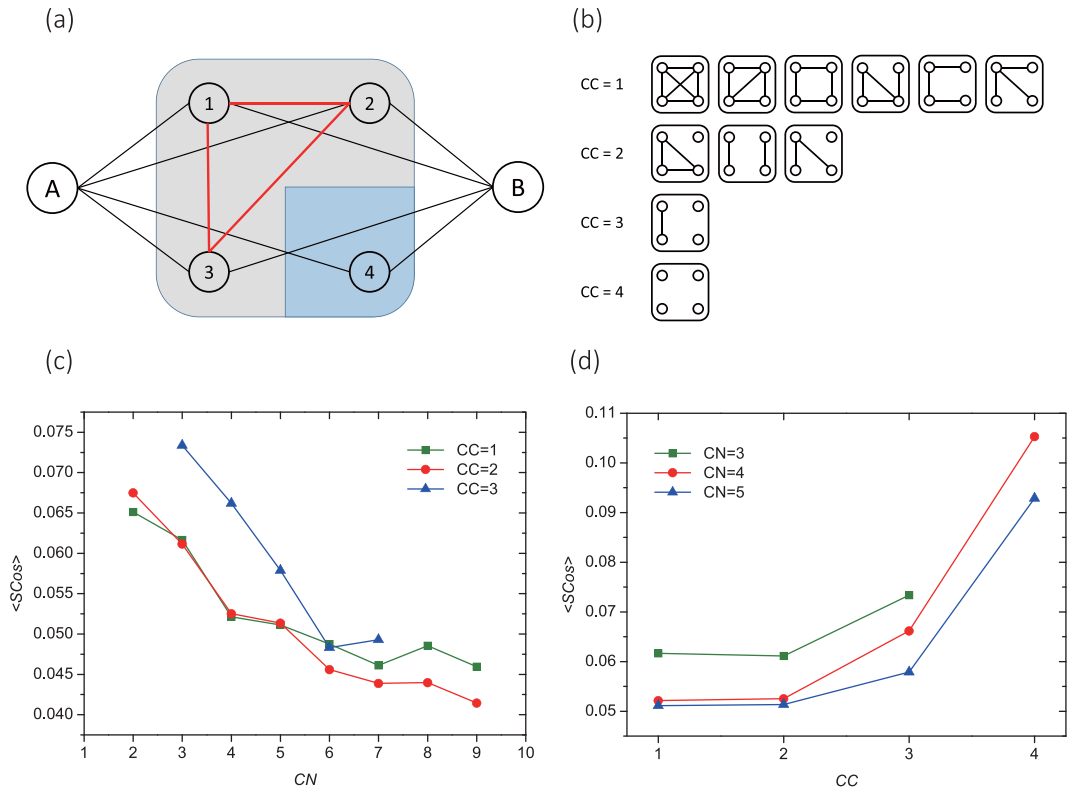 (a)
(b)
1
2
A
B
3
4
CC = 1
CC = 2
CC = 3
CC = 4
(c)
(d)
0.075
0.070
0.065
0.060
0.055
0.050
0.045
0.040
<SCos>
CC=1
CC=2
CC=3
1 2 3 4 5 6 7 8 9 10
CN
0.11
0.10
0.09
0.08
0.07
0.06
0.05
<SCos>
CN=3
CN=4
CN=5
1 2 3 4
CC